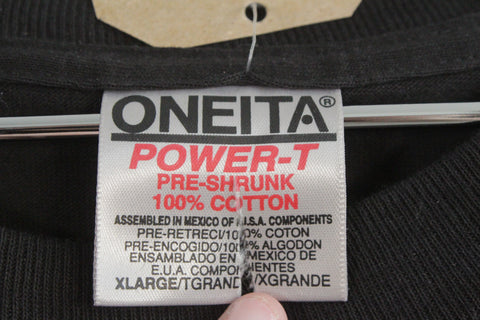 ONEITA®
POWER-T
PRE-SHRUNK
100% COTTON
ASSEMBLED IN MEXICO OF U.S.A. COMPONENTS
PRE-RETRECI/100% COTON
PRE-ENCOGIDO/100% ALGODON
ENSAMBLADO EN MEXICO DE
E.U.A. COMPONENTES
XLARGE/TGRAND/XGRANDE